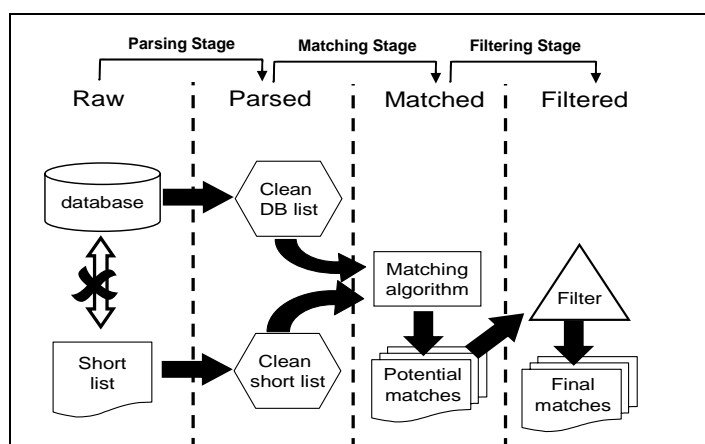 Parsing Stage
Matching Stage
Filtering Stage
Raw
Parsed
Matched
Filtered
database
Clean
DB list
Matching
algorithm
Filter
Short
list
Clean
short list
Potential
matches
Final
matches